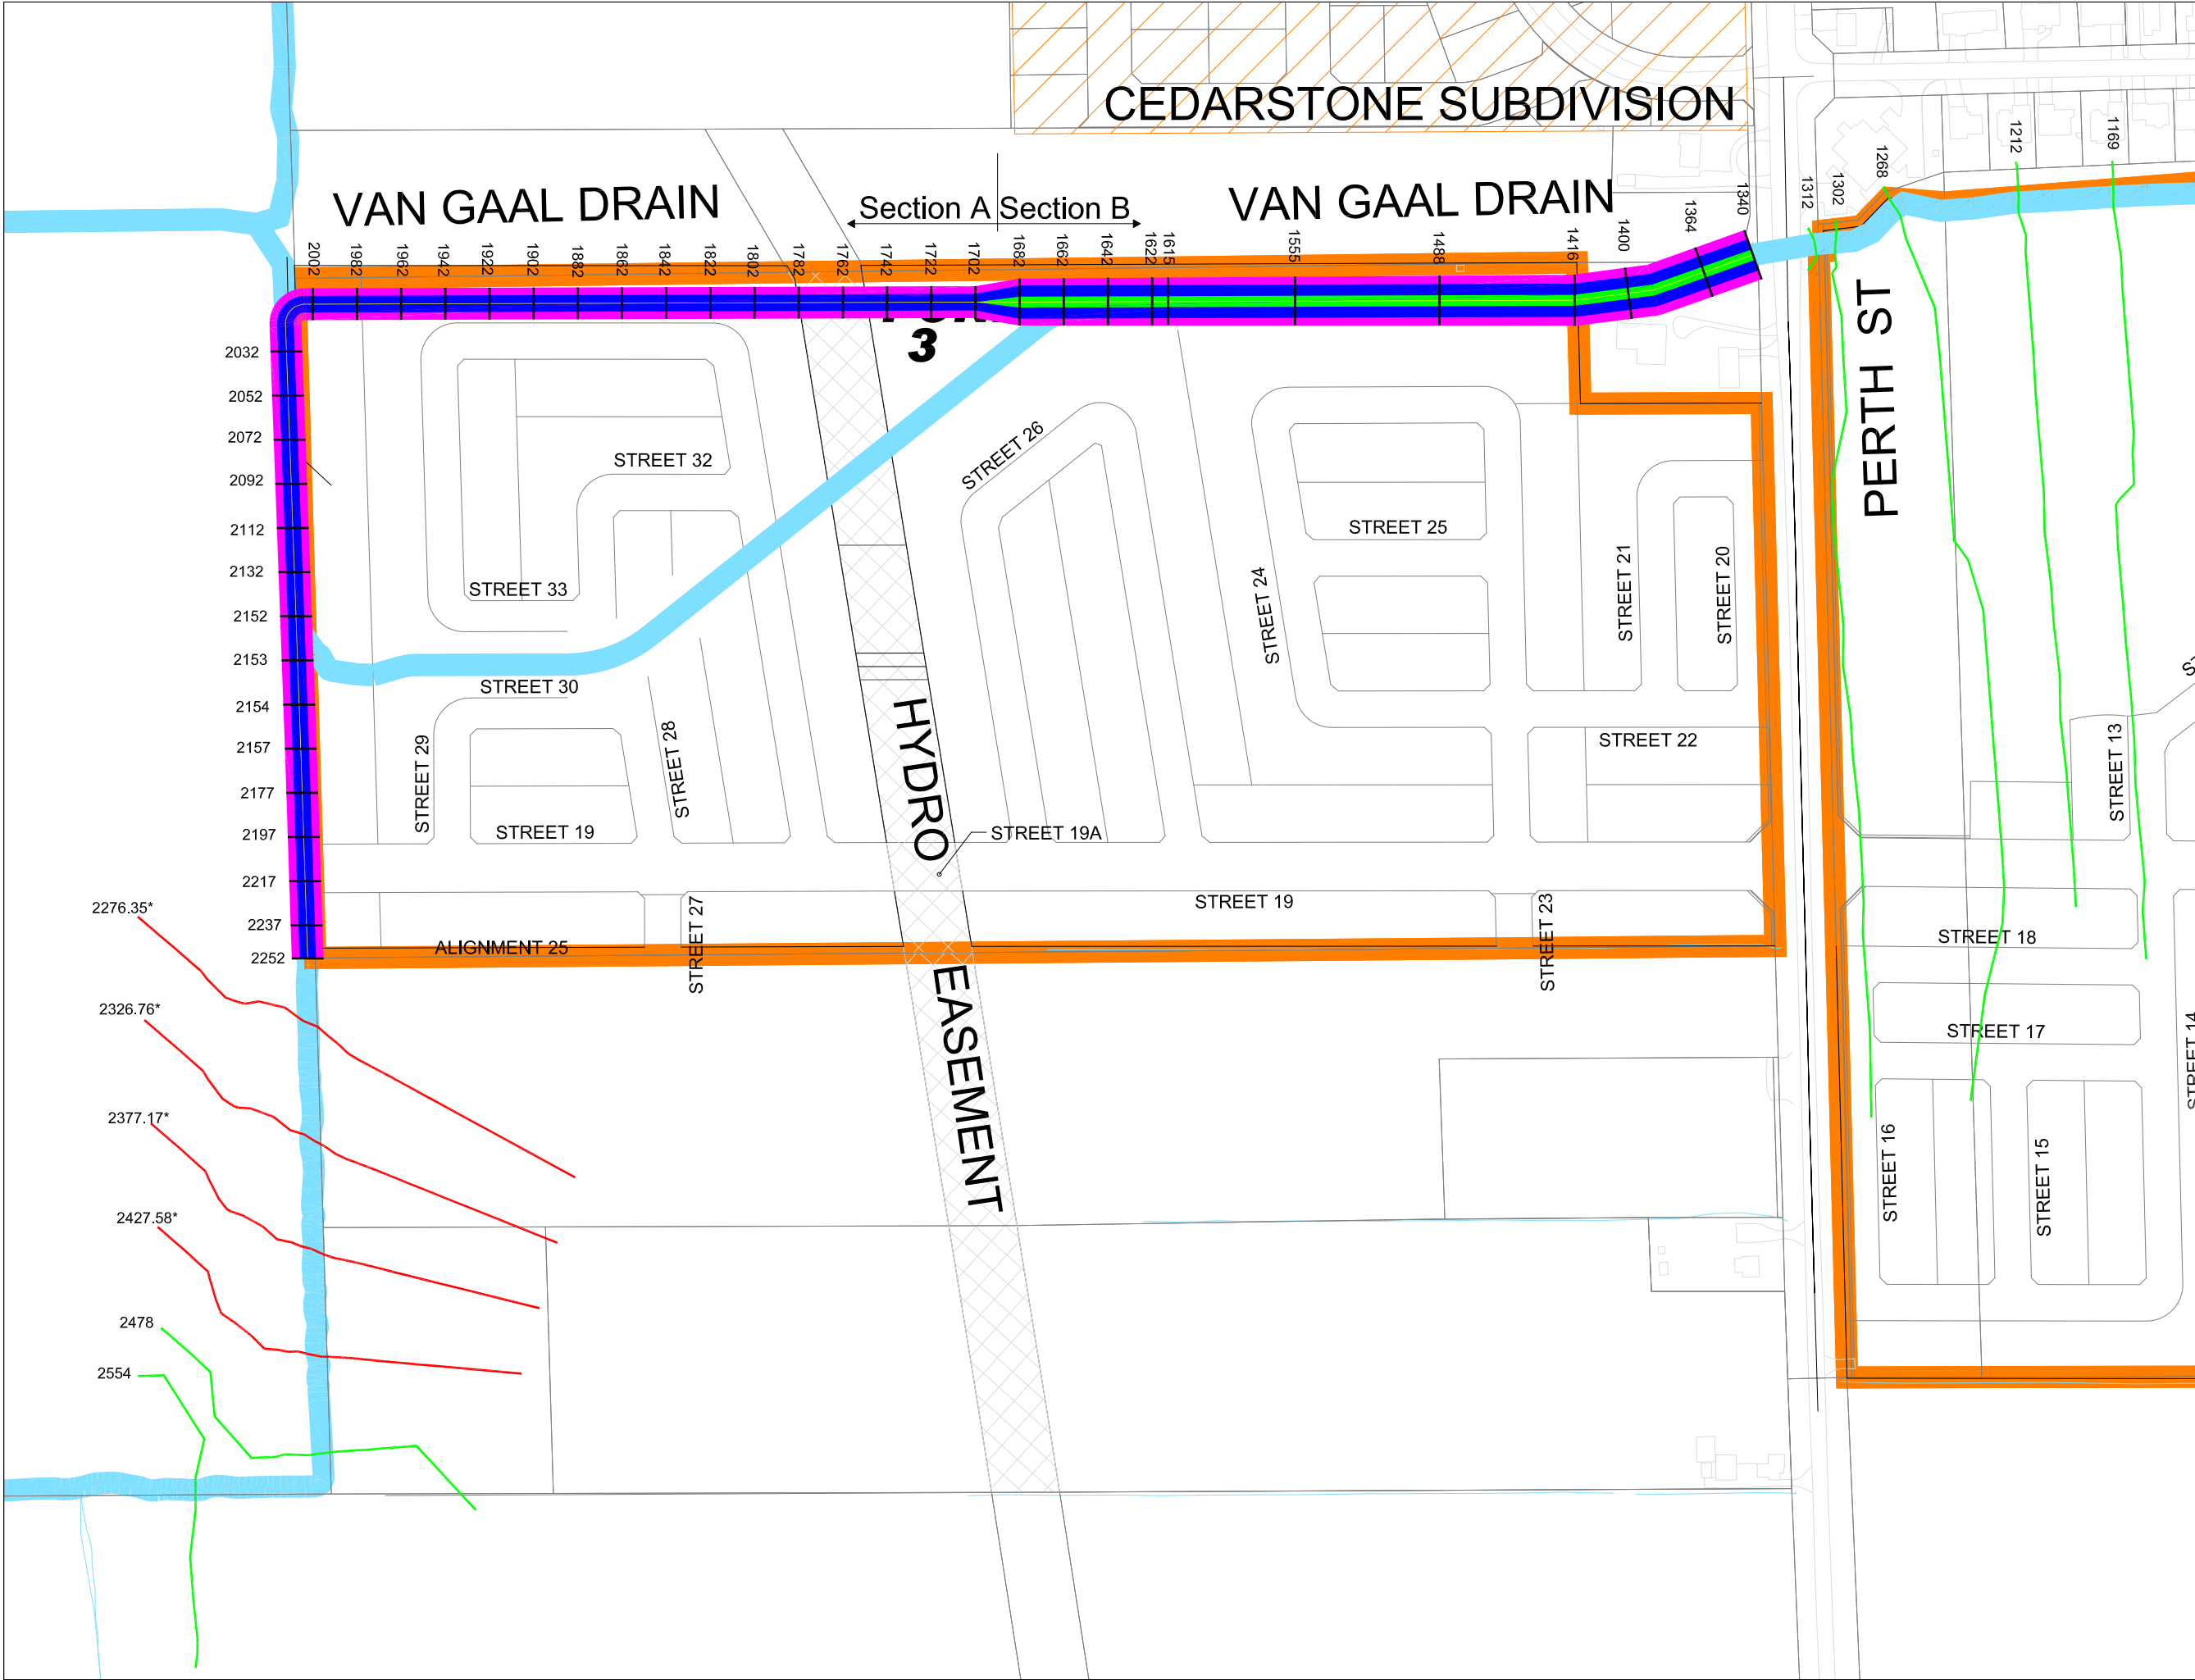 CEDARSTONE SUBDIVISION
1212
1169
1268
VAN GAAL DRAIN
Section A
Section B
VAN GAAL DRAIN
1340
1312
1302
1364
2002
1982
1962
1942
1922
1902
1882
1862
1842
1822
1802
1782
1762
1742
1722
1702
1682
1662
1642
1622
1615
1555
1488
1416
1400
3
PERTH ST
2032
2052
2072
2092
2112
2132
2152
2153
2154
2157
2177
2197
2217
2237
2252
STREET 32
STREET 26
STREET 25
STREET 33
STREET 24
STREET 21
STREET 20
STREET 30
STREET 29
STREET 28
STREET 22
STREET 13
HYDRO
EASEMENT
STREET 19
STREET 19A
STREET 19
STREET 27
STREET 23
ALIGNMENT 25
STREET 18
STREET 17
STREET 14
STREET 16
STREET 15
2276.35*
2326.76*
2377.17*
2427.58*
2478
2554